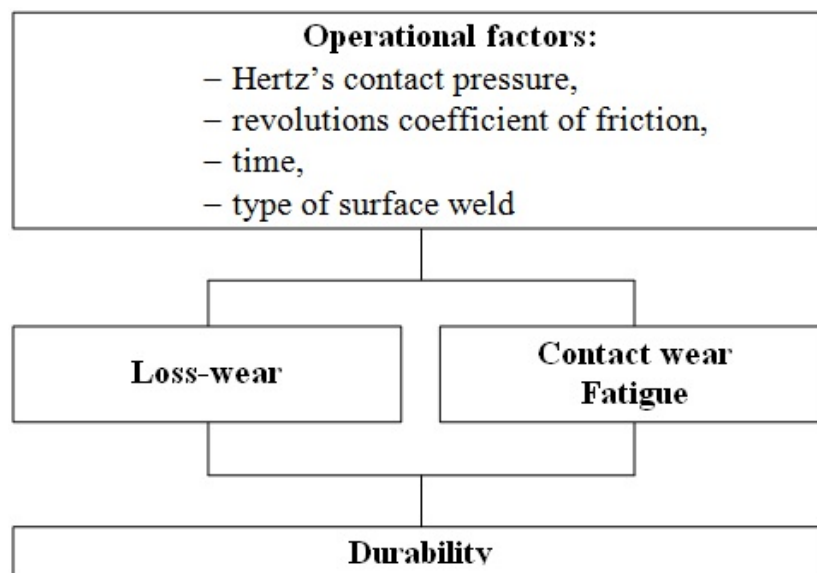 Operational factors:
– Hertz's contact pressure,
– revolutions coefficient of friction,
– time,
– type of surface weld
Loss-wear
Contact wear
Fatigue
Durability